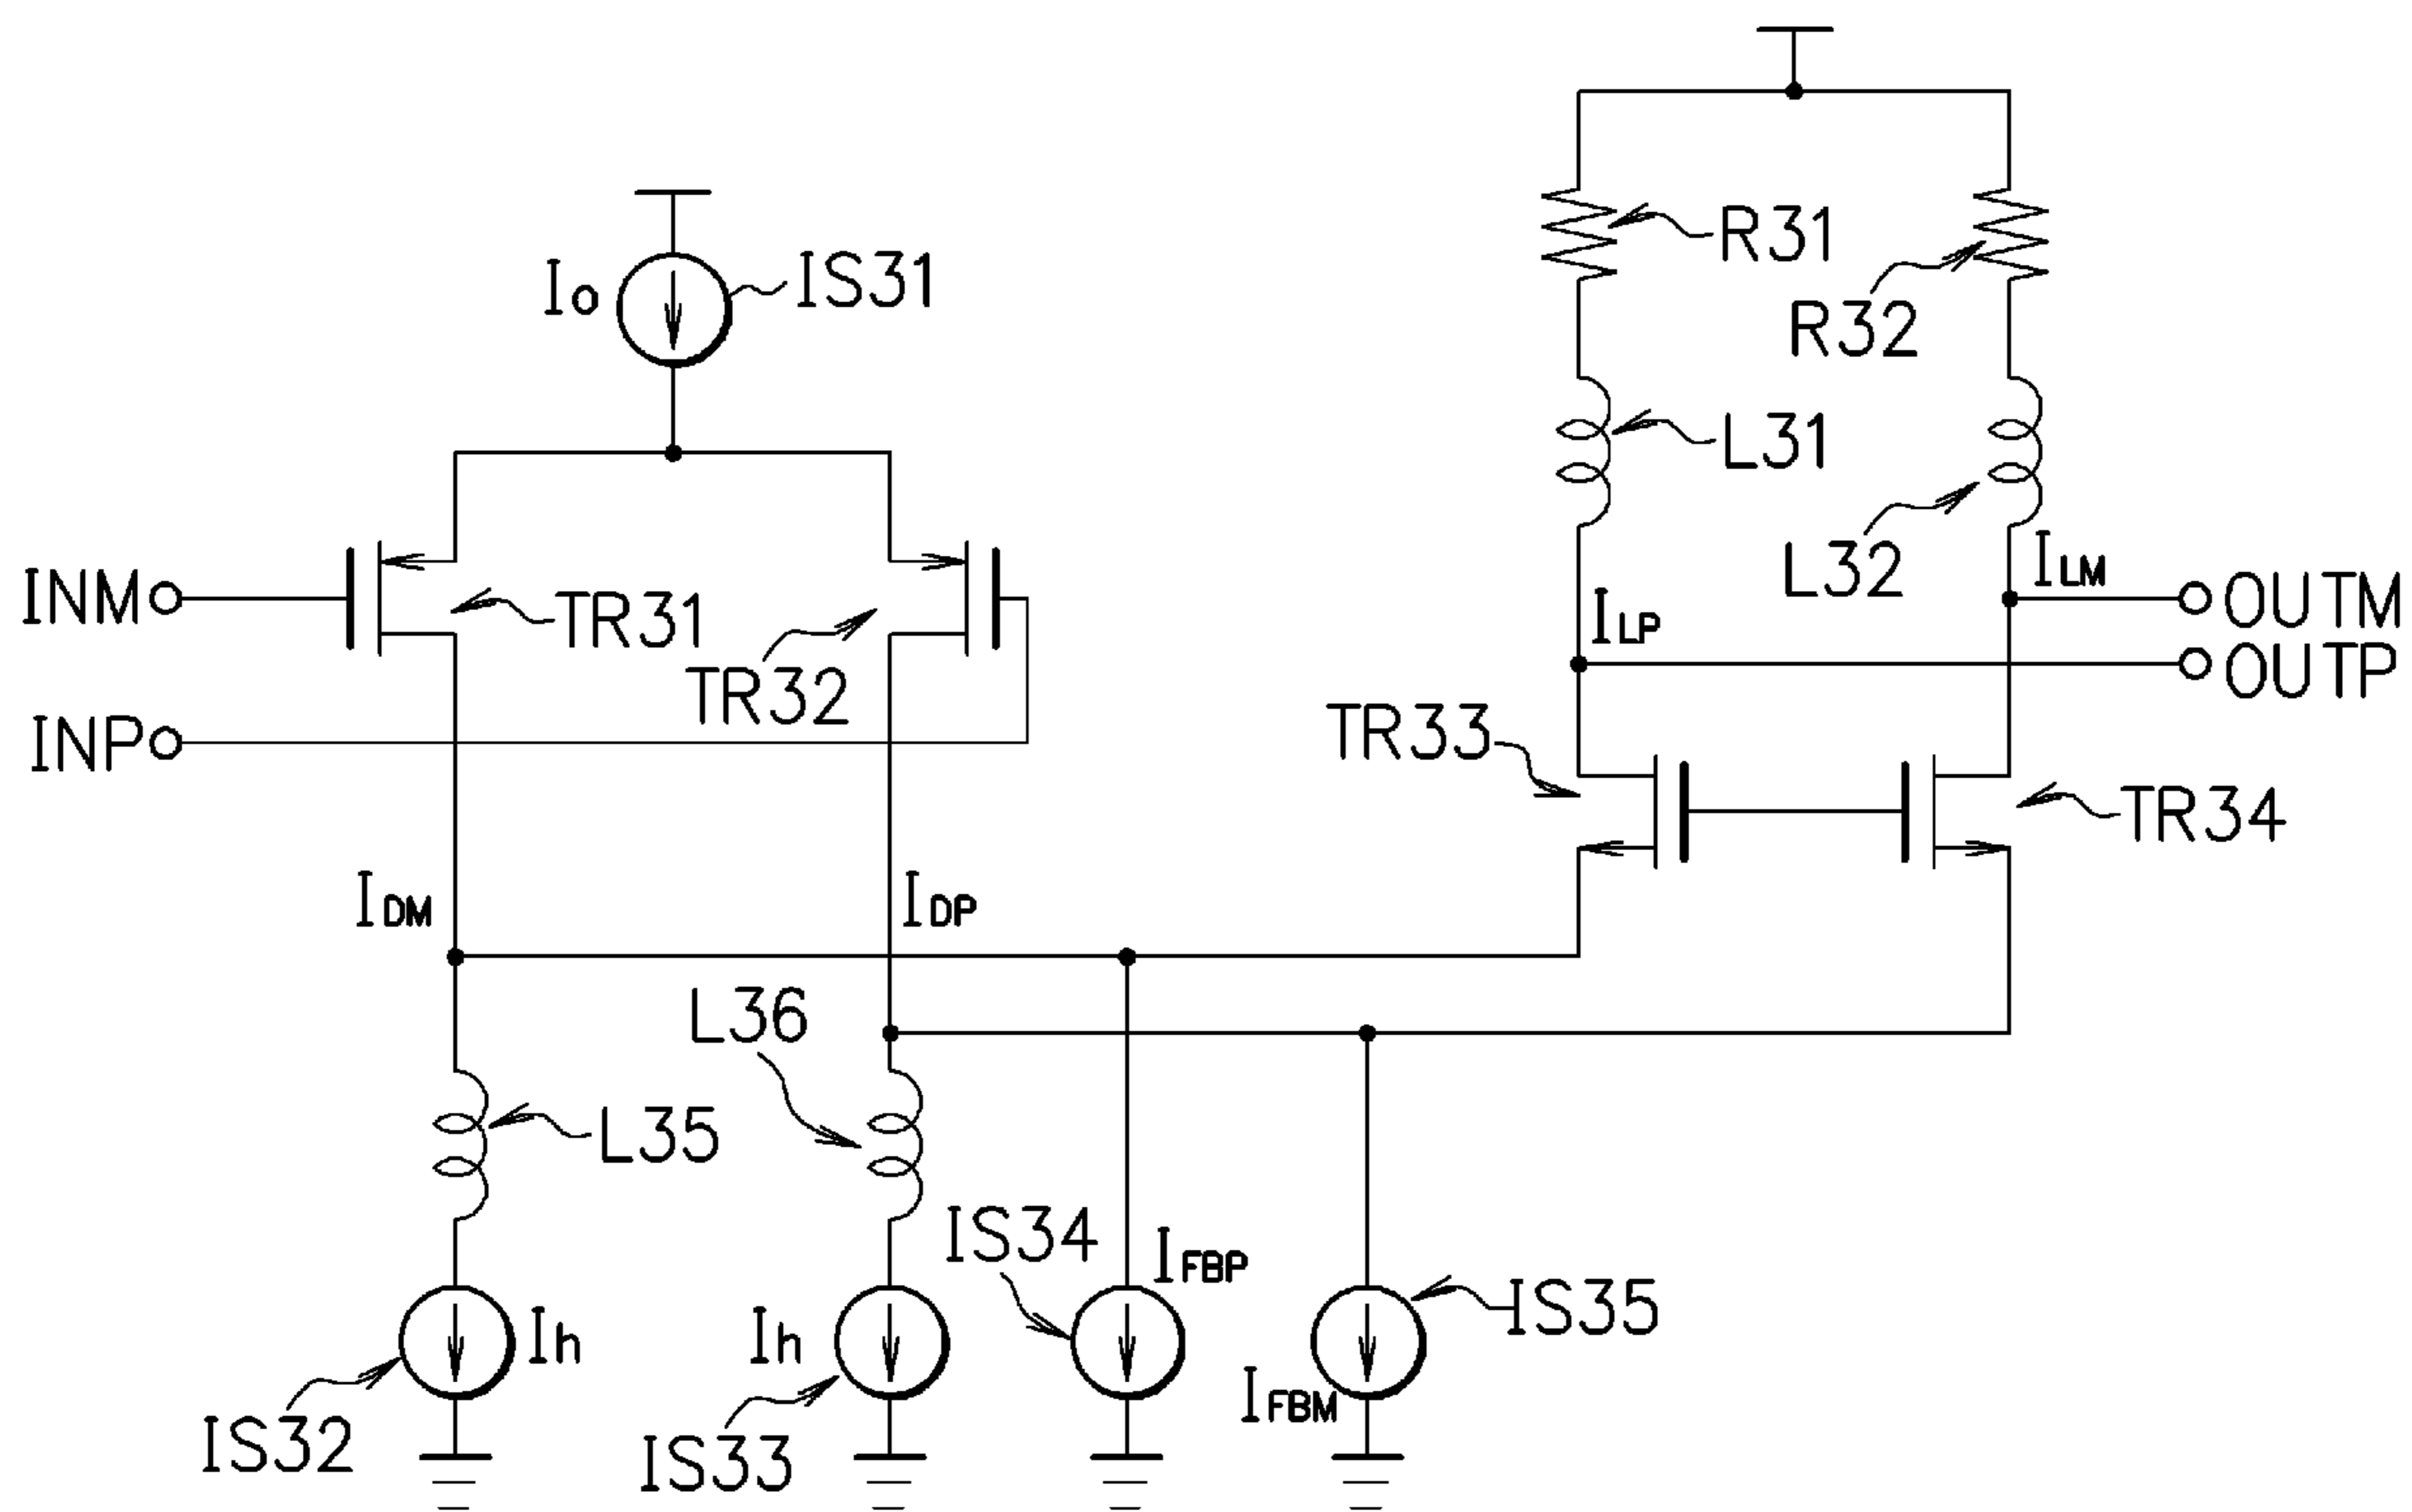 Io
IS31
R31
R32
L31
L32
ILM
ILP
INM
TR31
TR32
INP
OUTM
OUTP
TR33
TR34
IDM
IDP
L36
L35
IS34
IFBP
IS35
Ih
Ih
IFBM
IS32
IS33